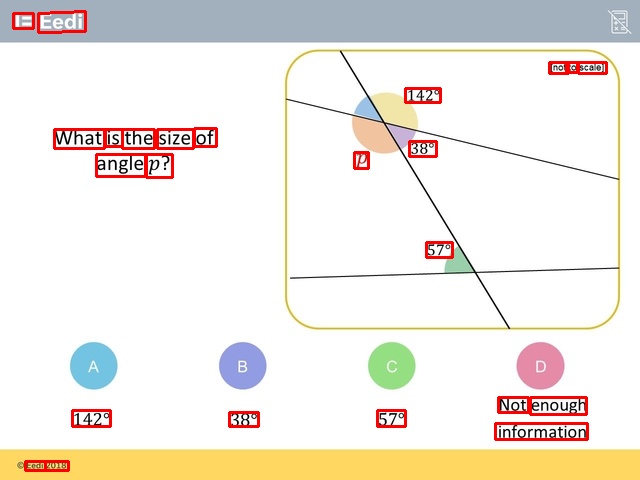 Eedi
[not to scale]
142°
What is the size of
angle p?
38°
p
57°
A
B
C
D
142°
38°
57°
Not enough
information
© Eedi 2018